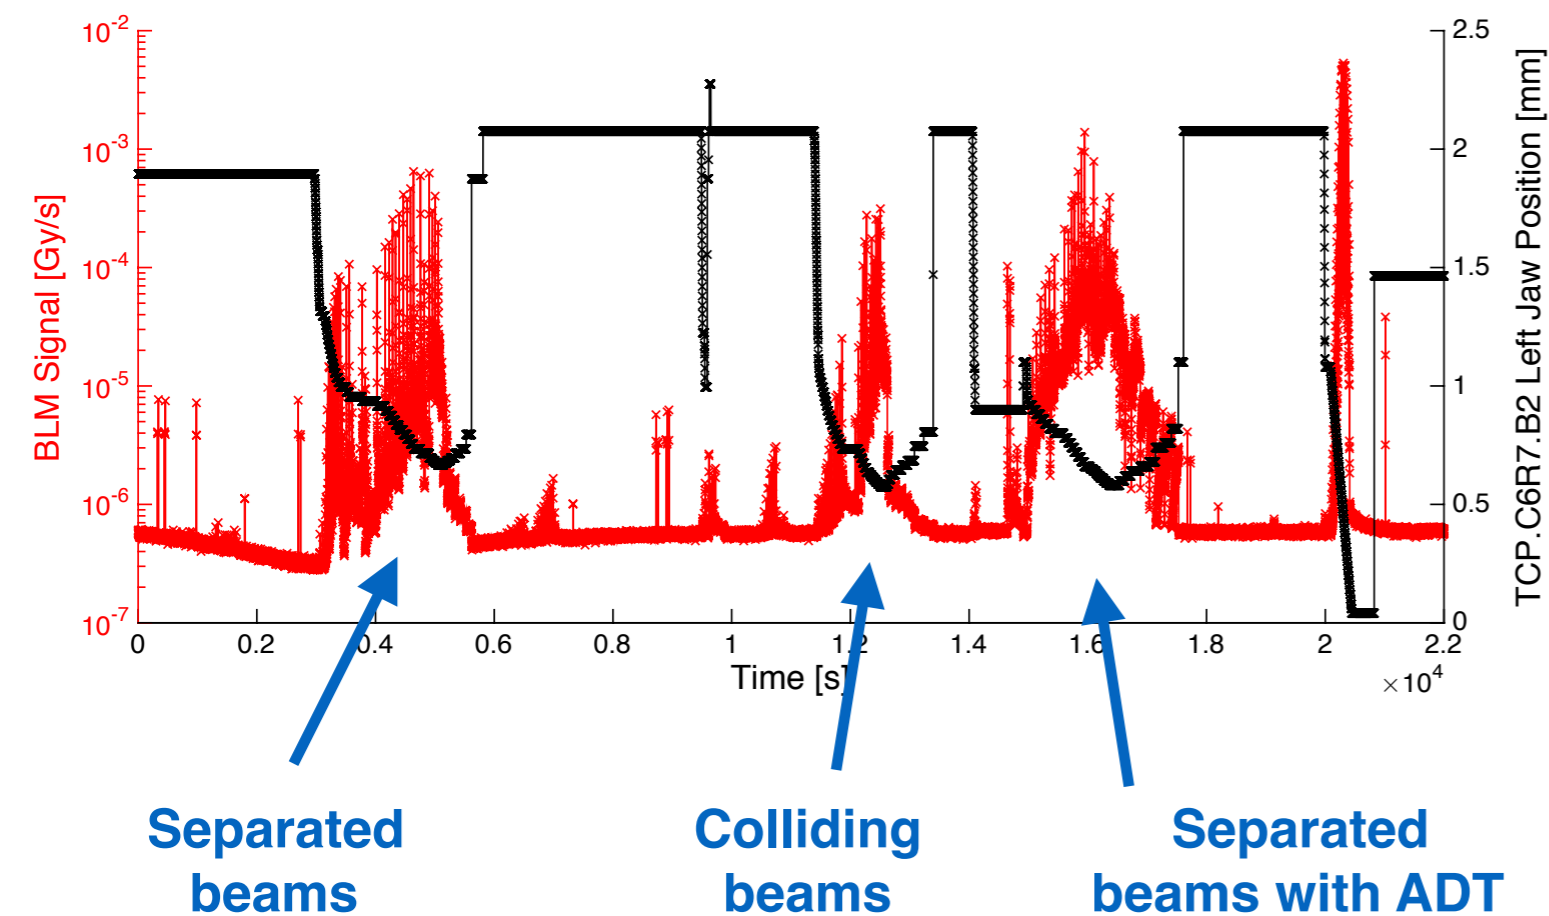 10-2
10-3
10-4
10-5
10-6
10-7
BLM Signal [Gy/s]
2.5
2
1.5
1
0.5
0
TCP.C6R7.B2 Left Jaw Position [mm]
0 0.2 0.4 0.6 0.8 1 1.2 1.4 1.6 1.8 2 2.2
Time [s]
×104
Separated
beams
Colliding
beams
Separated
beams with ADT